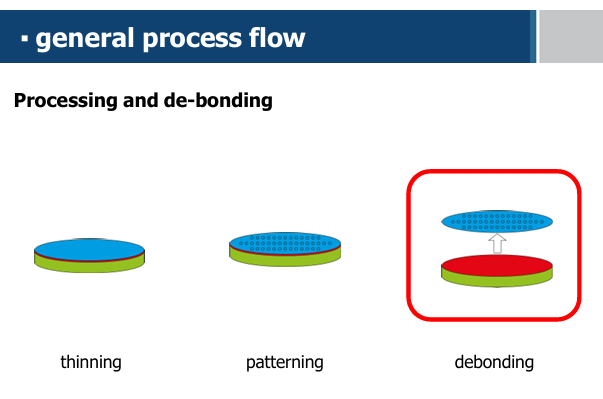 ▪ general process flow
Processing and de-bonding
thinning
patterning
debonding